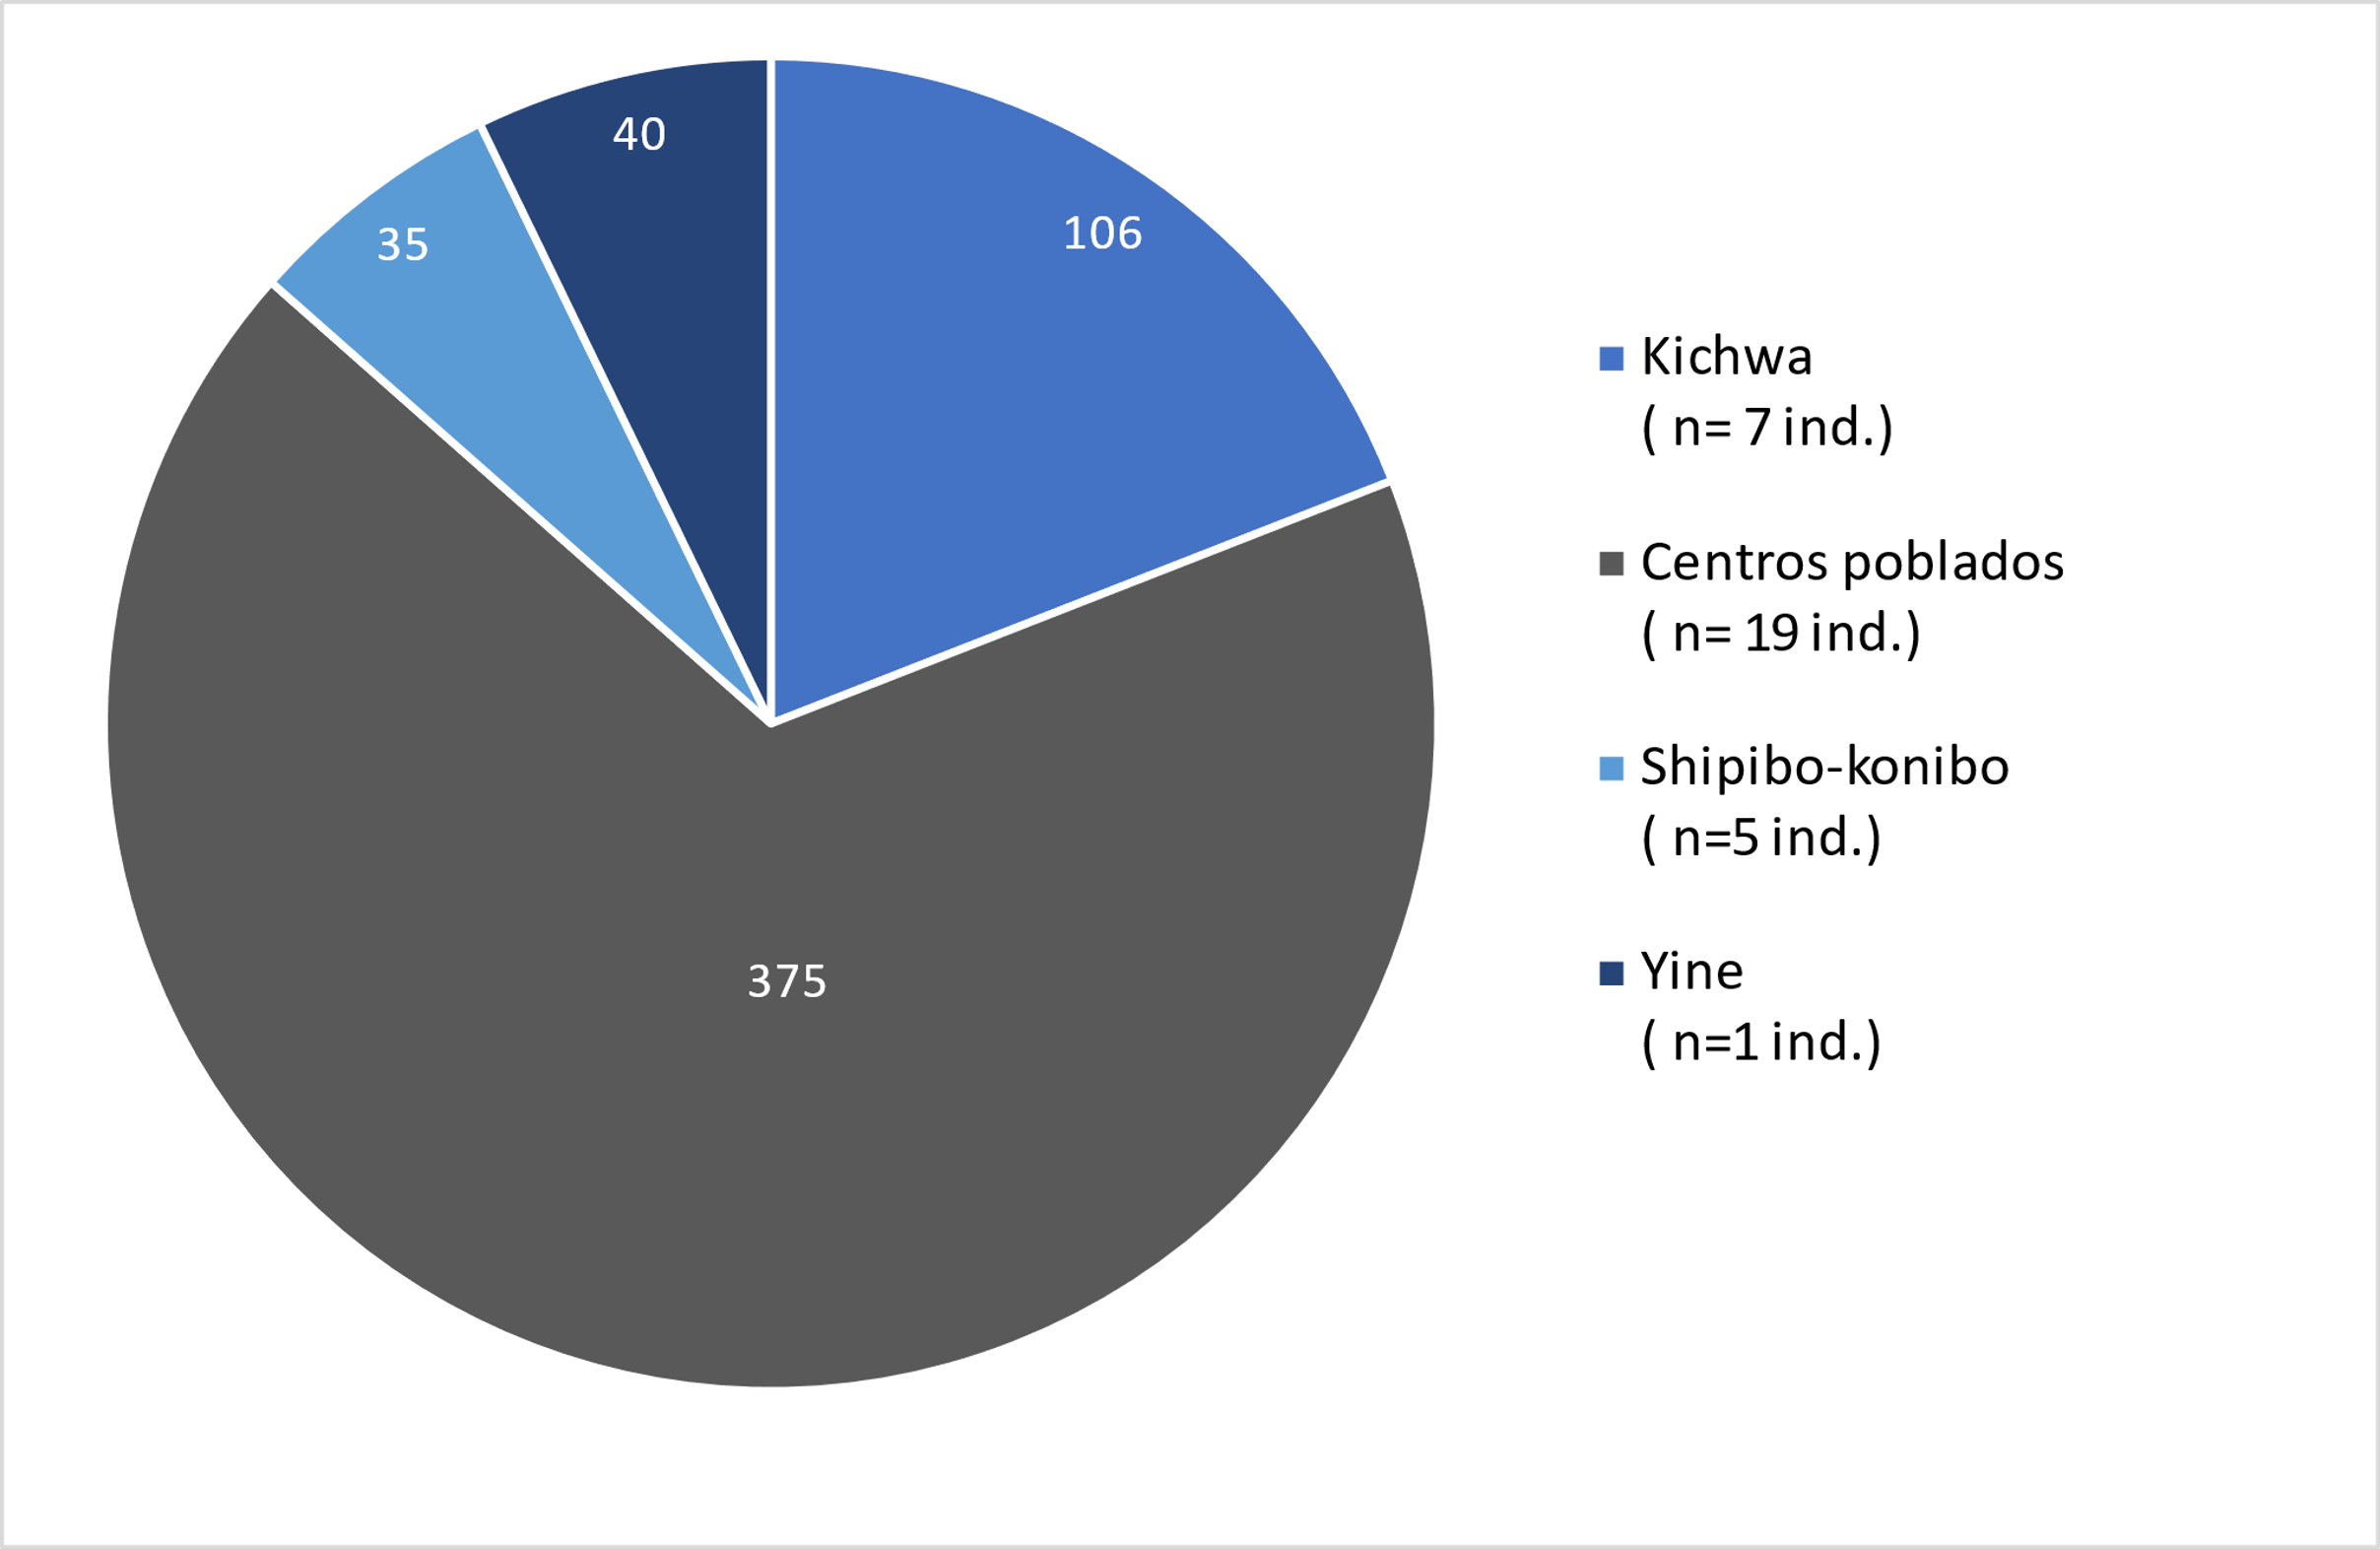 40
106
35
375
Kichwa
( n= 7 ind.)
Centros poblados
( n= 19 ind.)
Shipibo-konibo
( n=5 ind.)
Yine
( n=1 ind.)